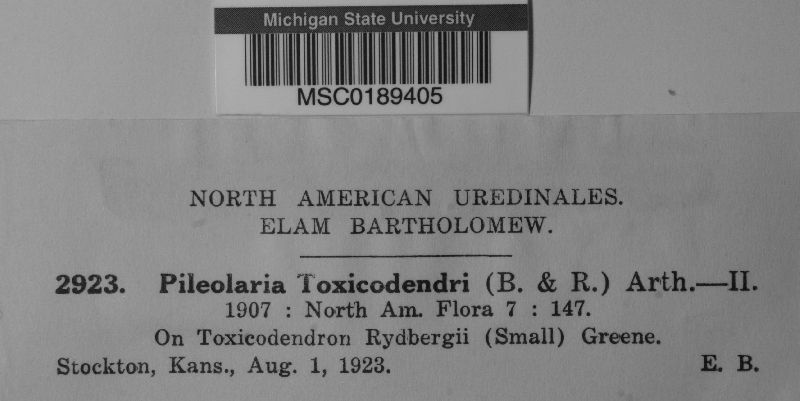 Michigan State University
MSC0189405
NORTH AMERICAN UREDINALES.
ELAM BARTHOLOMEW.
2923. Pileolaria Toxicodendri (B. & R.) Arth.—II.
1907 : North Am. Flora 7 : 147.
On Toxicodendron Rydbergii (Small) Greene.
Stockton, Kans., Aug. 1, 1923. E. B.